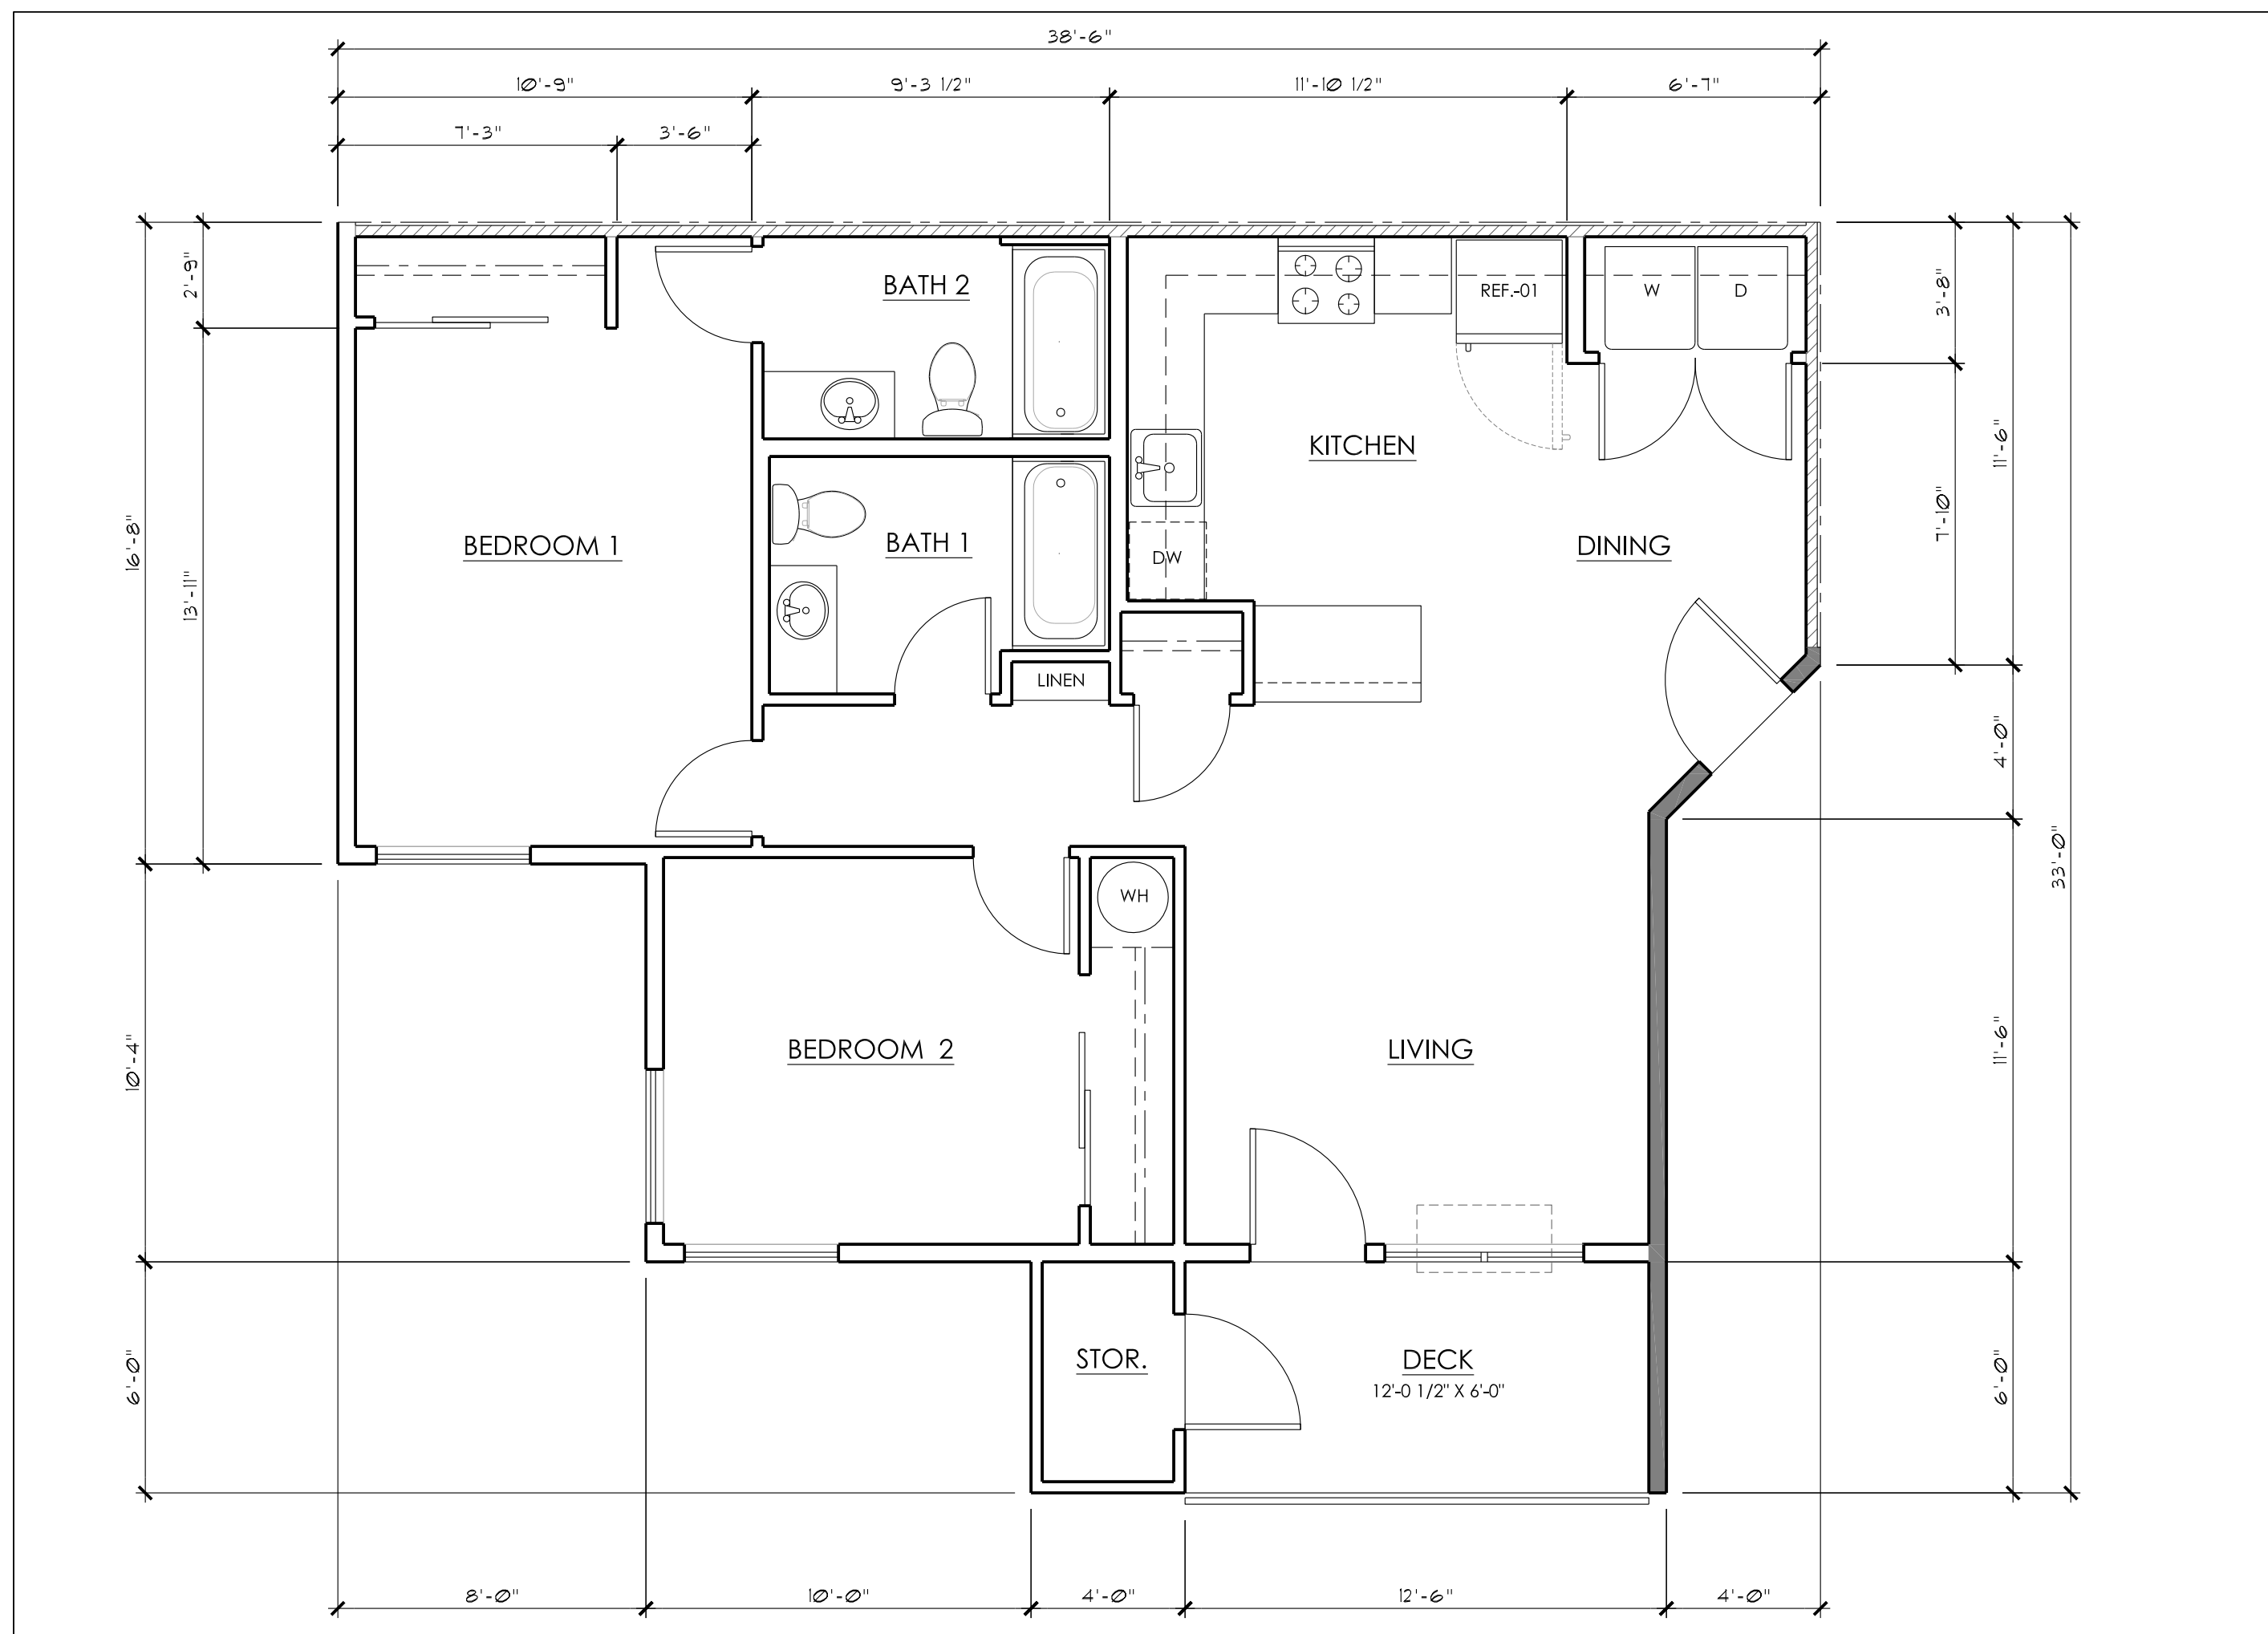 38'-6"
10'-9" 9'-3 1/2" 11'-10 1/2" 6'-7"
7'-3" 3'-6"
2'-9"
3'-8"
BATH 2
REF.-01
W
D
KITCHEN
11'-6"
16'-8"
13'-11"
7'-10"
BEDROOM 1
BATH 1
DW
DINING
LINEN
4'-0"
33'-0"
WH
10'-4"
BEDROOM 2
LIVING
11'-6"
6'-0"
STOR.
DECK
12'-0 1/2" X 6'-0"
6'-0"
8'-0" 10'-0" 4'-0" 12'-6" 4'-0"